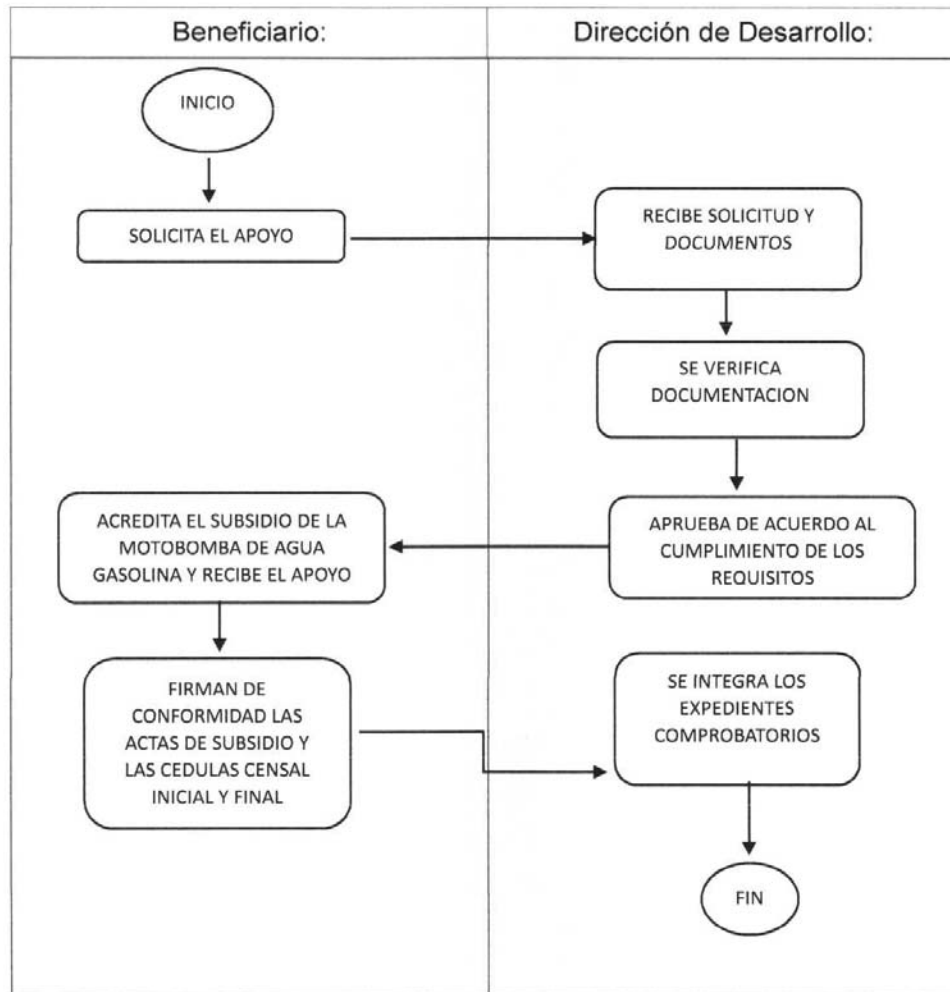 Beneficiario:
Dirección de Desarrollo:
INICIO
SOLICITA EL APOYO
RECIBE SOLICITUD Y
DOCUMENTOS
SE VERIFICA
DOCUMENTACION
APRUEBA DE ACUERDO AL
CUMPLIMIENTO DE LOS
REQUISITOS
ACREDITA EL SUBSIDIO DE LA
MOTOBOMBA DE AGUA
GASOLINA Y RECIBE EL APOYO
FIRMAN DE
CONFORMIDAD LAS
ACTAS DE SUBSIDIO Y
LAS CEDULAS CENSAL
INICIAL Y FINAL
SE INTEGRA LOS
EXPEDIENTES
COMPROBATORIOS
FIN